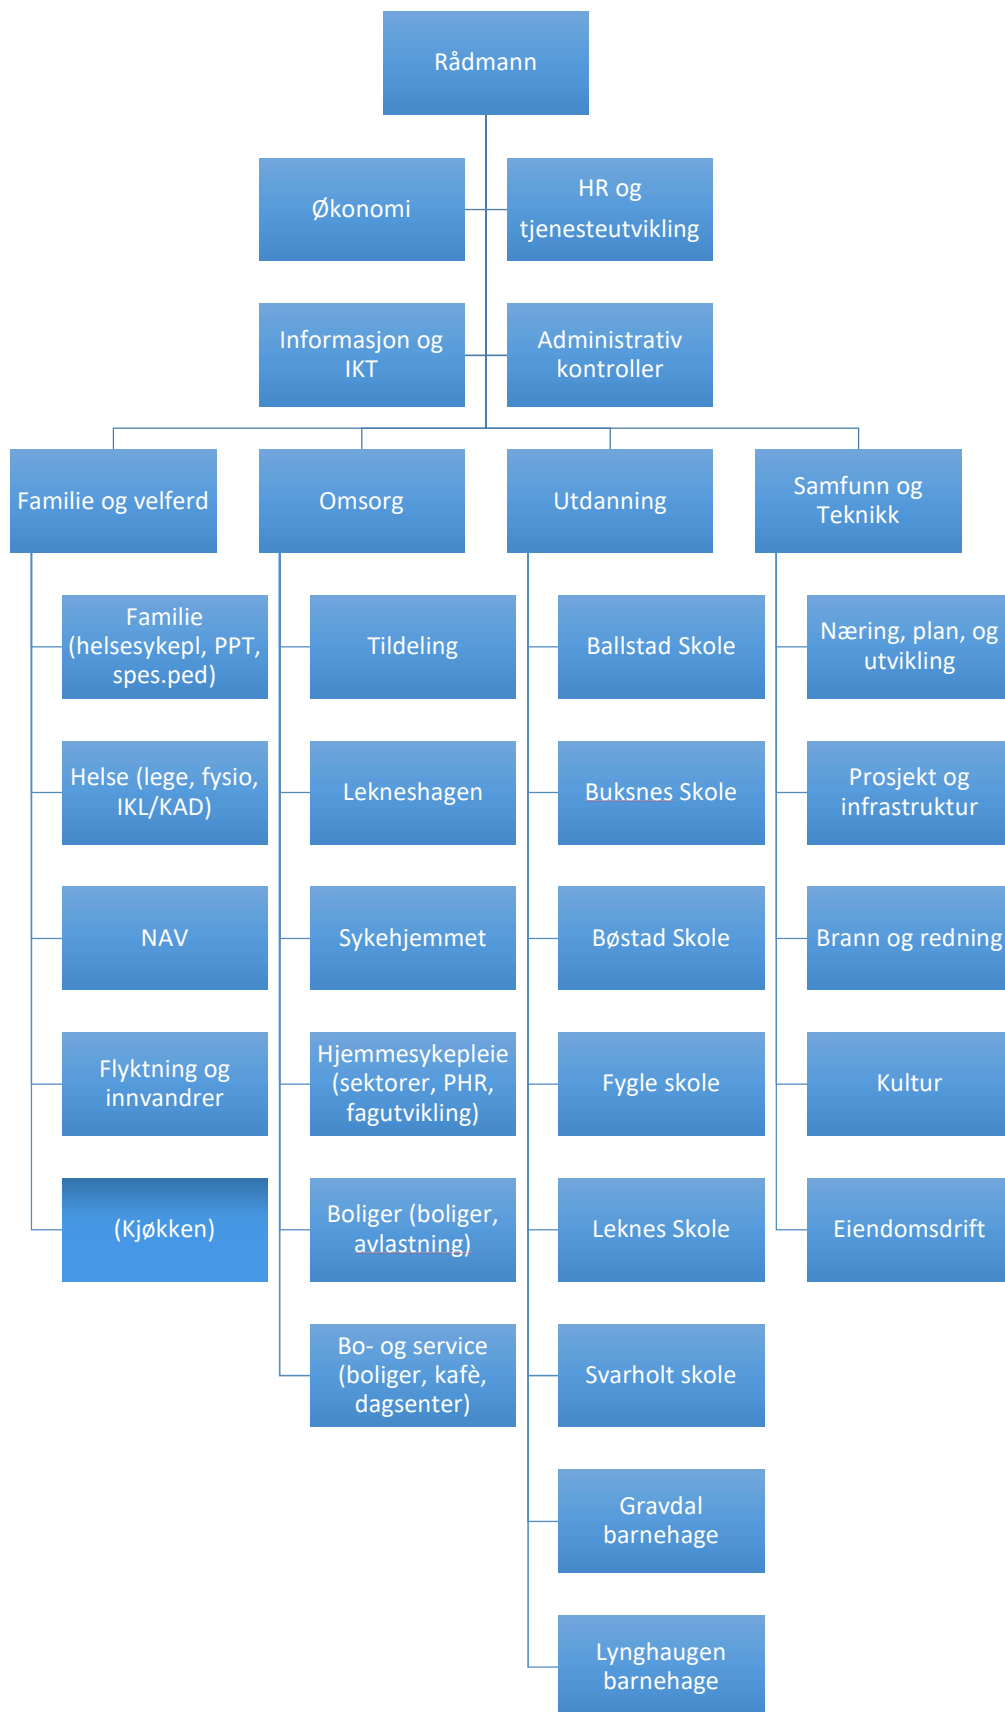 Rådmann
Økonomi
HR og
tjenesteutvikling
Informasjon og
IKT
Administrativ
kontroller
Familie og velferd
Omsorg
Utdanning
Samfunn og
Teknikk
Familie
(helsesykepl, PPT,
spes.ped)
Helse (lege, fysio,
IKL/KAD)
NAV
Flyktning og
innvandrer
(Kjøkken)
Tildeling
Lekneshagen
Sykehjemmet
Hjemmesykepleie
(sektorer, PHR,
fagutvikling)
Boliger (boliger,
avlastning)
Bo- og service
(boliger, kafè,
dagsenter)
Ballstad Skole
Buksnes Skole
Bøstad Skole
Fygle skole
Leknes Skole
Svarholt skole
Gravdal
barnehage
Lynghaugen
barnehage
Næring, plan, og
utvikling
Prosjekt og
infrastruktur
Brann og redning
Kultur
Eiendomsdrift